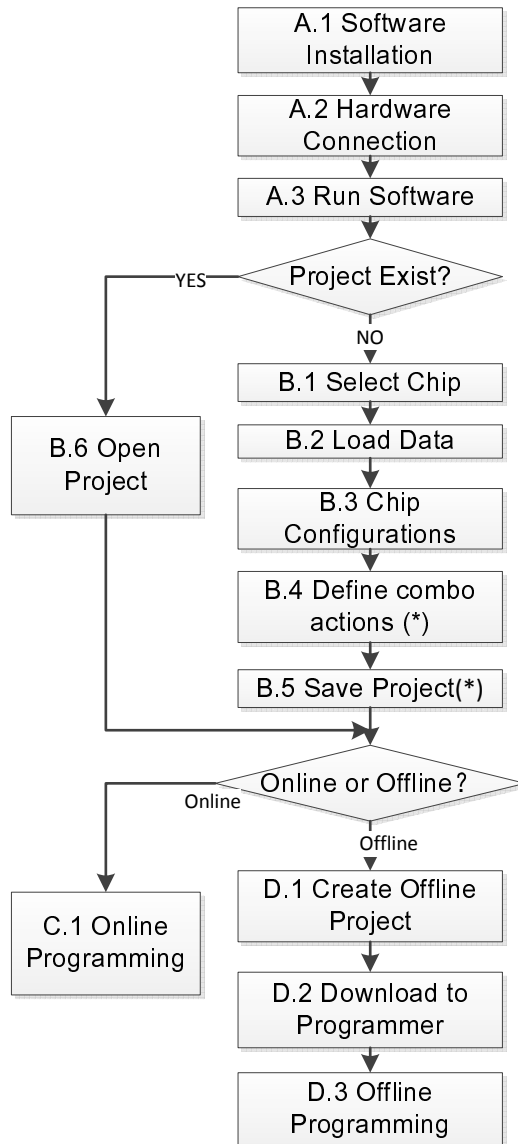 A.1 Software
Installation
A.2 Hardware
Connection
A.3 Run Software
Project Exist?
YES
NO
B.1 Select Chip
B.6 Open
Project
B.2 Load Data
B.3 Chip
Configurations
B.4 Define combo
actions (*)
B.5 Save Project(*)
Online or Offline?
Online
Offline
C.1 Online
Programming
D.1 Create Offline
Project
D.2 Download to
Programmer
D.3 Offline
Programming